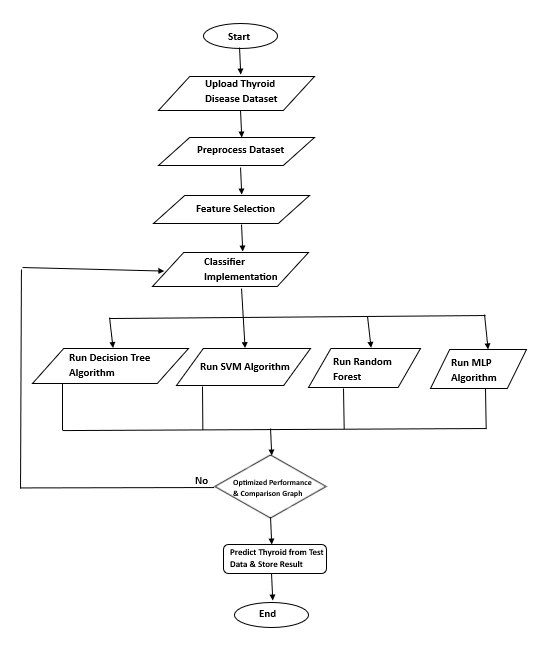 Start
Upload Thyroid
Disease Dataset
Preprocess Dataset
Feature Selection
Classifier
Implementation
Run Decision Tree
Algorithm
Run SVM Algorithm
Run Random
Forest
Run MLP
Algorithm
No
Optimized Performance
& Comparison Graph
Predict Thyroid from Test
Data & Store Result
End